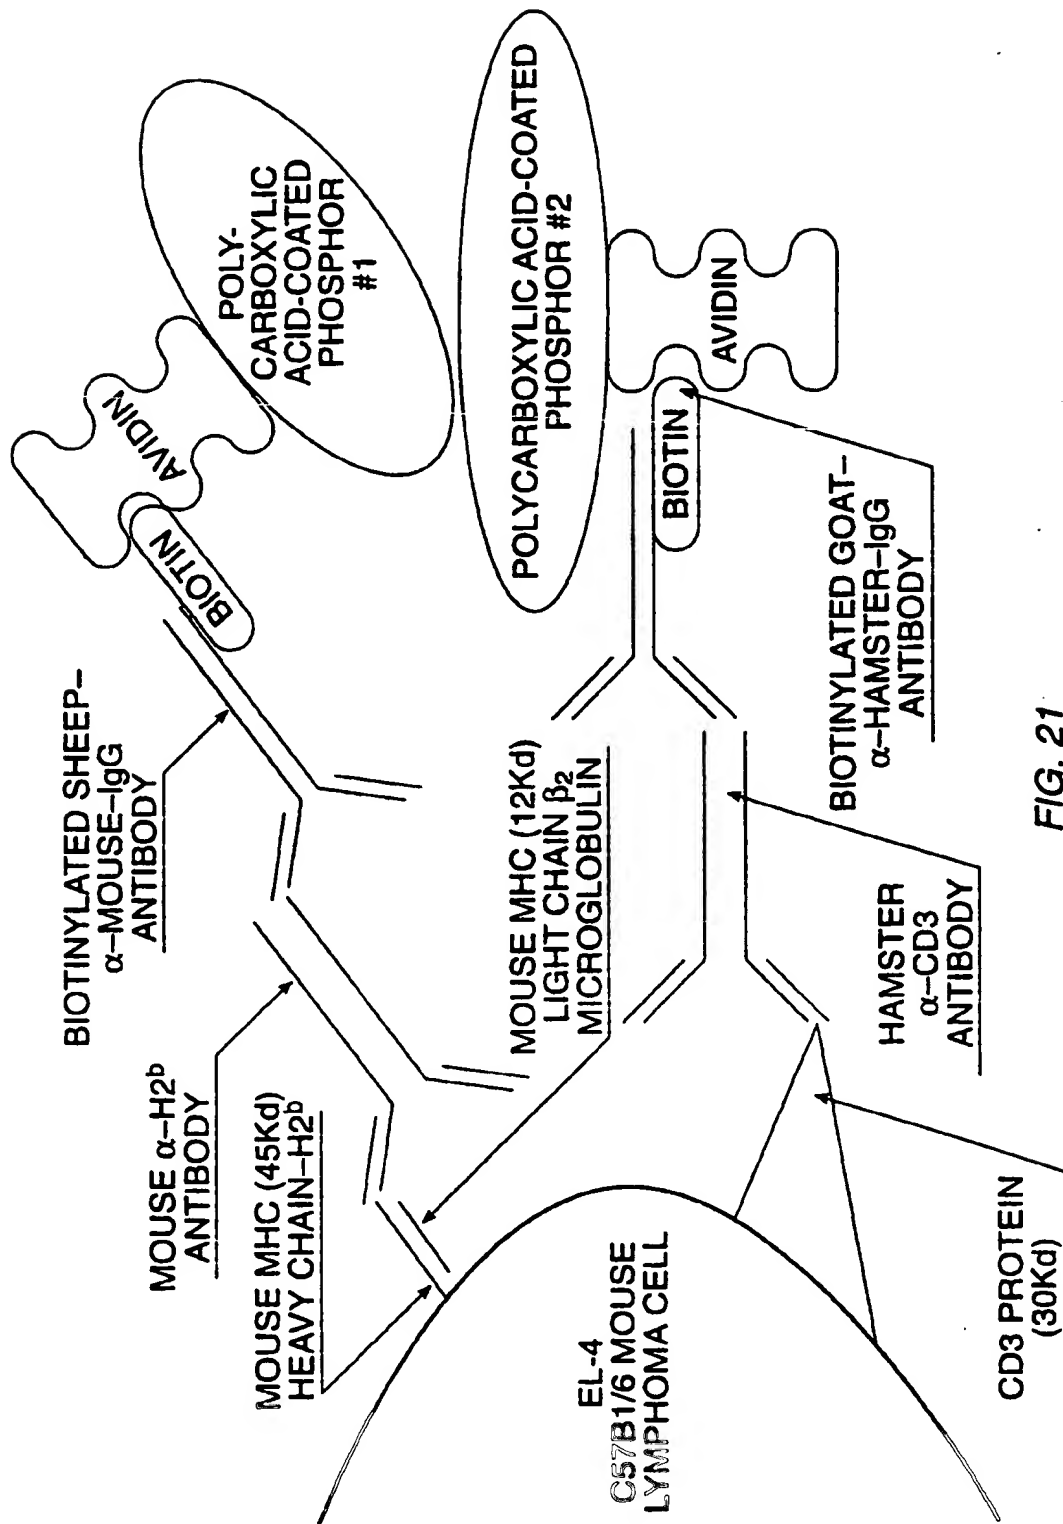 BIOTINYLATED SHEEP–
α–MOUSE–IgG
ANTIBODY
MOUSE α–H2ᵇ
ANTIBODY
MOUSE MHC (45Kd)
HEAVY CHAIN–H2ᵇ
BIOTIN
AVIDIN
POLY-
CARBOXYLIC
ACID-COATED
PHOSPHOR
#1
MOUSE MHC (12Kd)
LIGHT CHAIN β₂
MICROGLOBULIN
POLYCARBOXYLIC ACID-COATED
PHOSPHOR #2
EL-4
C57B1/6 MOUSE
LYMPHOMA CELL
BIOTIN
AVIDIN
CD3 PROTEIN
(30Kd)
HAMSTER
α–CD3
ANTIBODY
BIOTINYLATED GOAT–
α–HAMSTER–IgG
ANTIBODY
FIG. 21